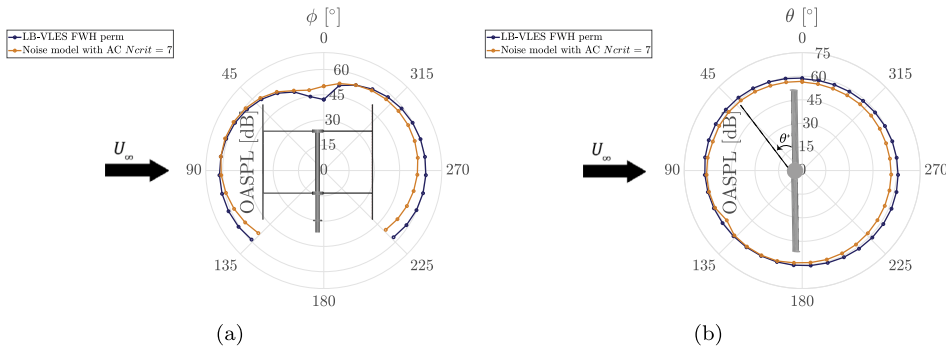 ϕ [°]
LB-VLES FWH perm
Noise model with AC Ncrit = 7
0
45
315
60
45
30
15
0
OASPL [dB]
U∞
90
270
135
225
180
(a)
θ [°]
LB-VLES FWH perm
Noise model with AC Ncrit = 7
0
45
315
75
60
45
30
15
0
θ*
OASPL [dB]
U∞
90
270
135
225
180
(b)